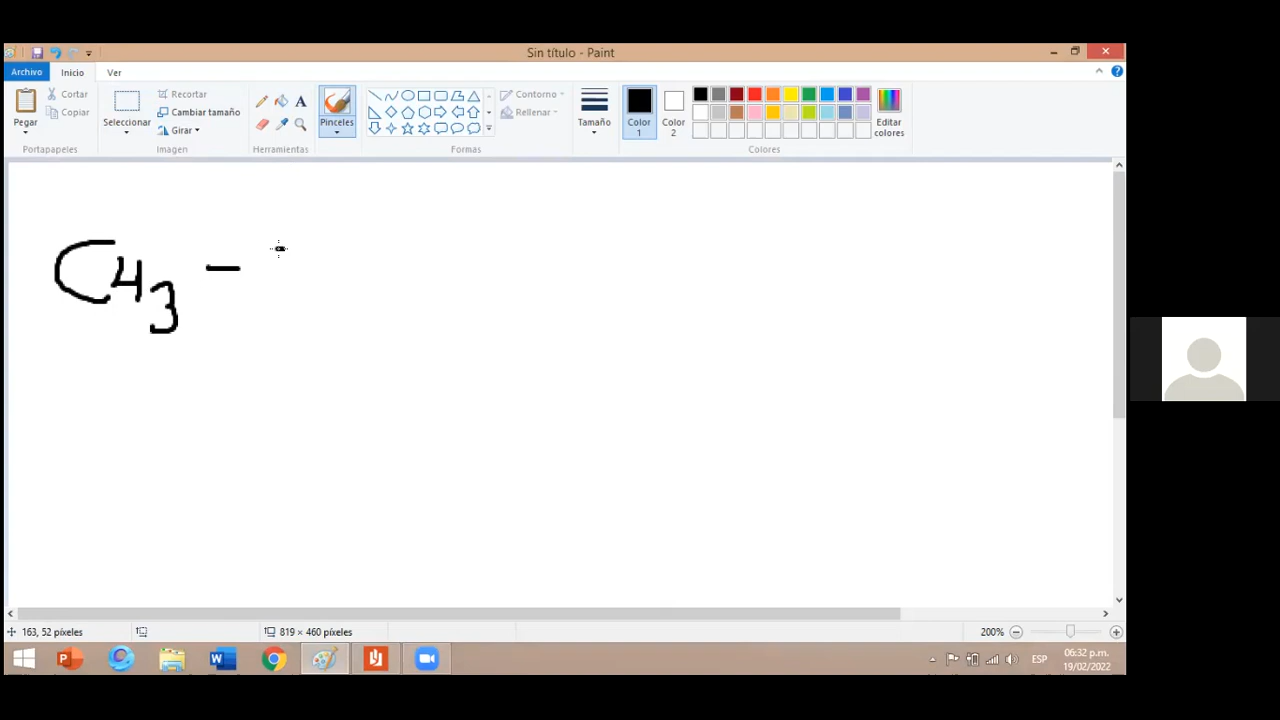 Sin título - Paint
Archivo Inicio Ver
Pegar Cortar Copiar Seleccionar Recortar Cambiar tamaño Girar Pinceles Contorno Rellenar Tamaño Color 1 Color 2 Editar colores
Portapapeles Imagen Herramientas Formas Colores
CH3 -
163, 52 píxeles 819 × 460 píxeles 200%
ESP 06:32 p.m.
19/02/2022